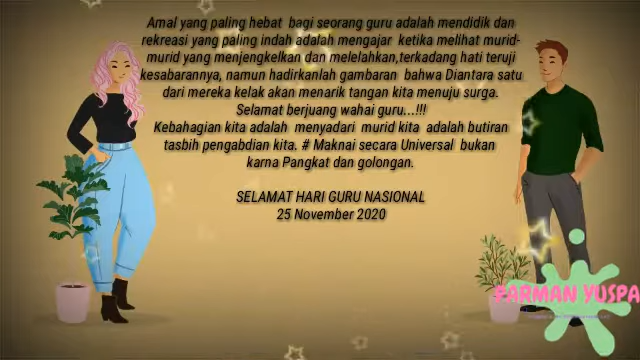 Amal yang paling hebat bagi seorang guru adalah mendidik dan
rekreasi yang paling indah adalah mengajar ketika melihat murid-
murid yang menjengkelkan dan melelahkan,terkadang hati teruji
kesabarannya, namun hadirkanlah gambaran bahwa Diantara satu
dari mereka kelak akan menarik tangan kita menuju surga.
Selamat berjuang wahai guru...!!!
Kebahagian kita adalah menyadari murid kita adalah butiran
tasbih pengabdian kita. # Maknai secara Universal bukan
karna Pangkat dan golongan.
SELAMAT HARI GURU NASIONAL
25 November 2020
FARMAN YUSPA